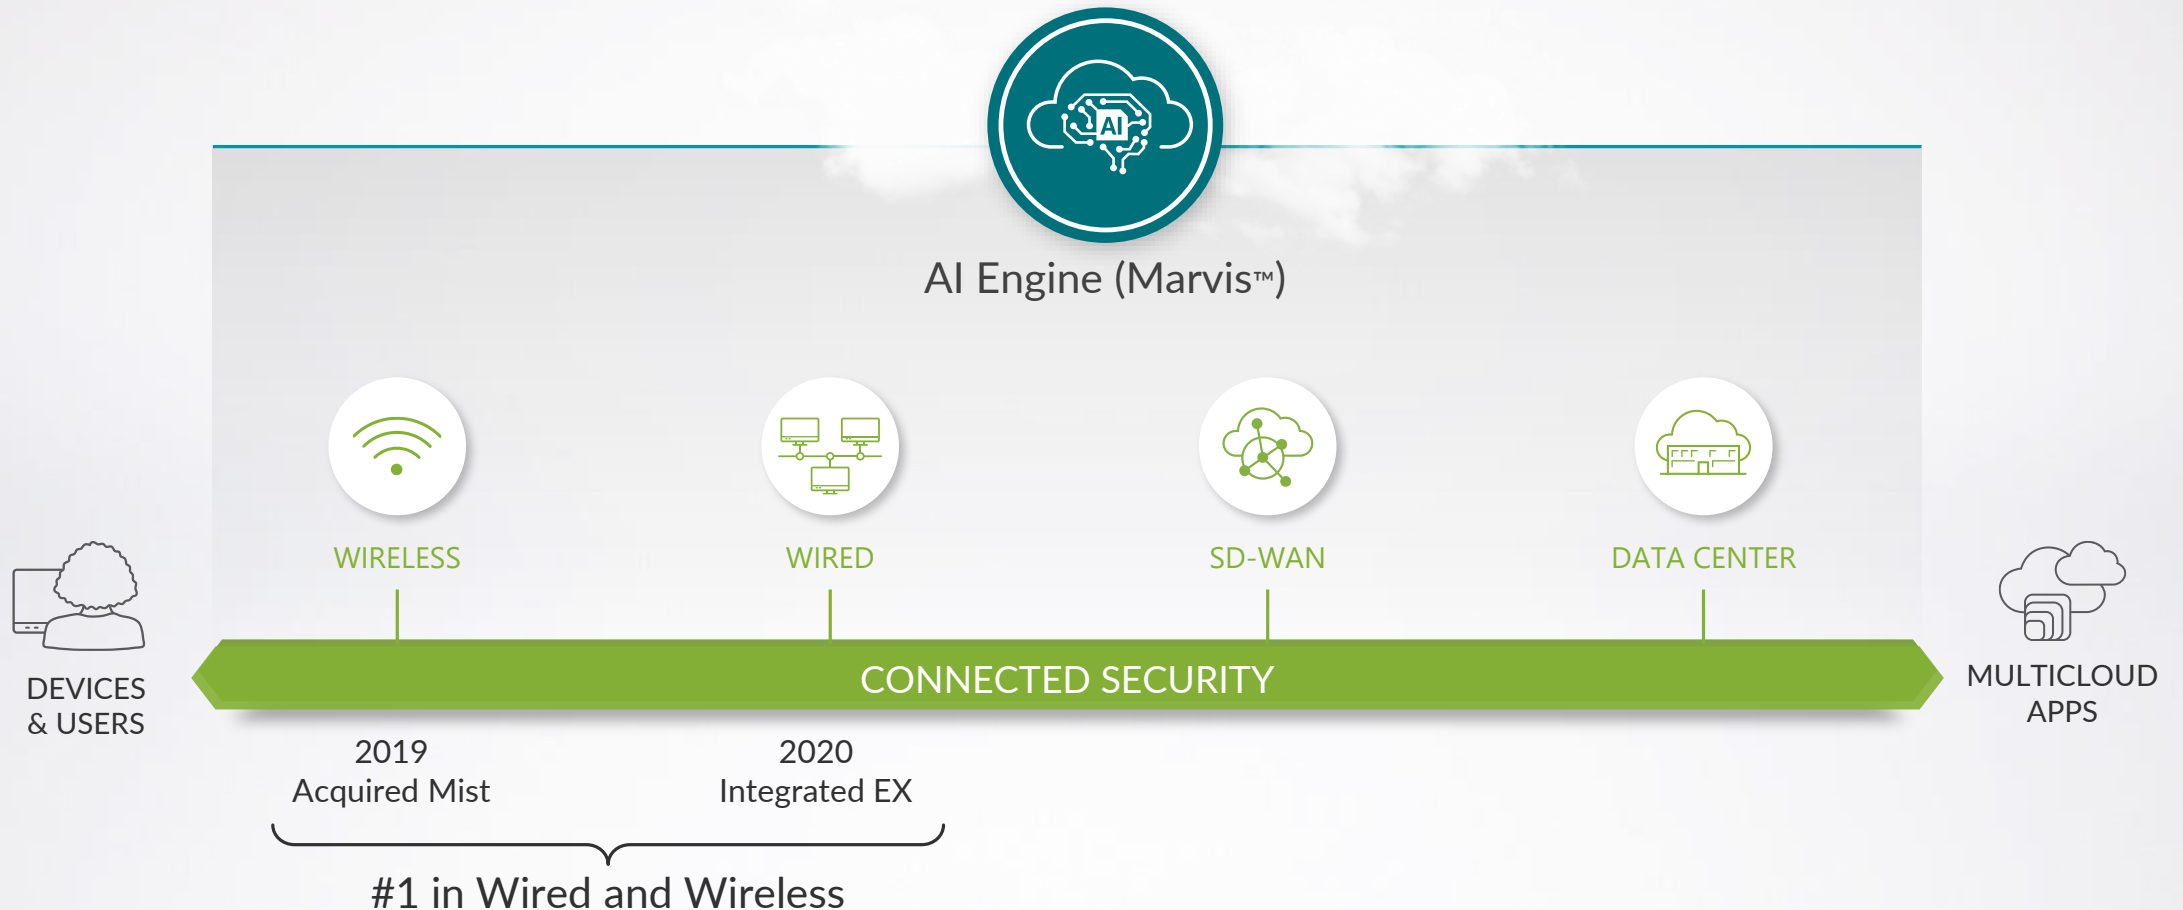 AI
AI Engine (Marvis™)
WIRELESS
WIRED
SD-WAN
DATA CENTER
DEVICES
& USERS
CONNECTED SECURITY
MULTICLOUD
APPS
2019
Acquired Mist
2020
Integrated EX
#1 in Wired and Wireless